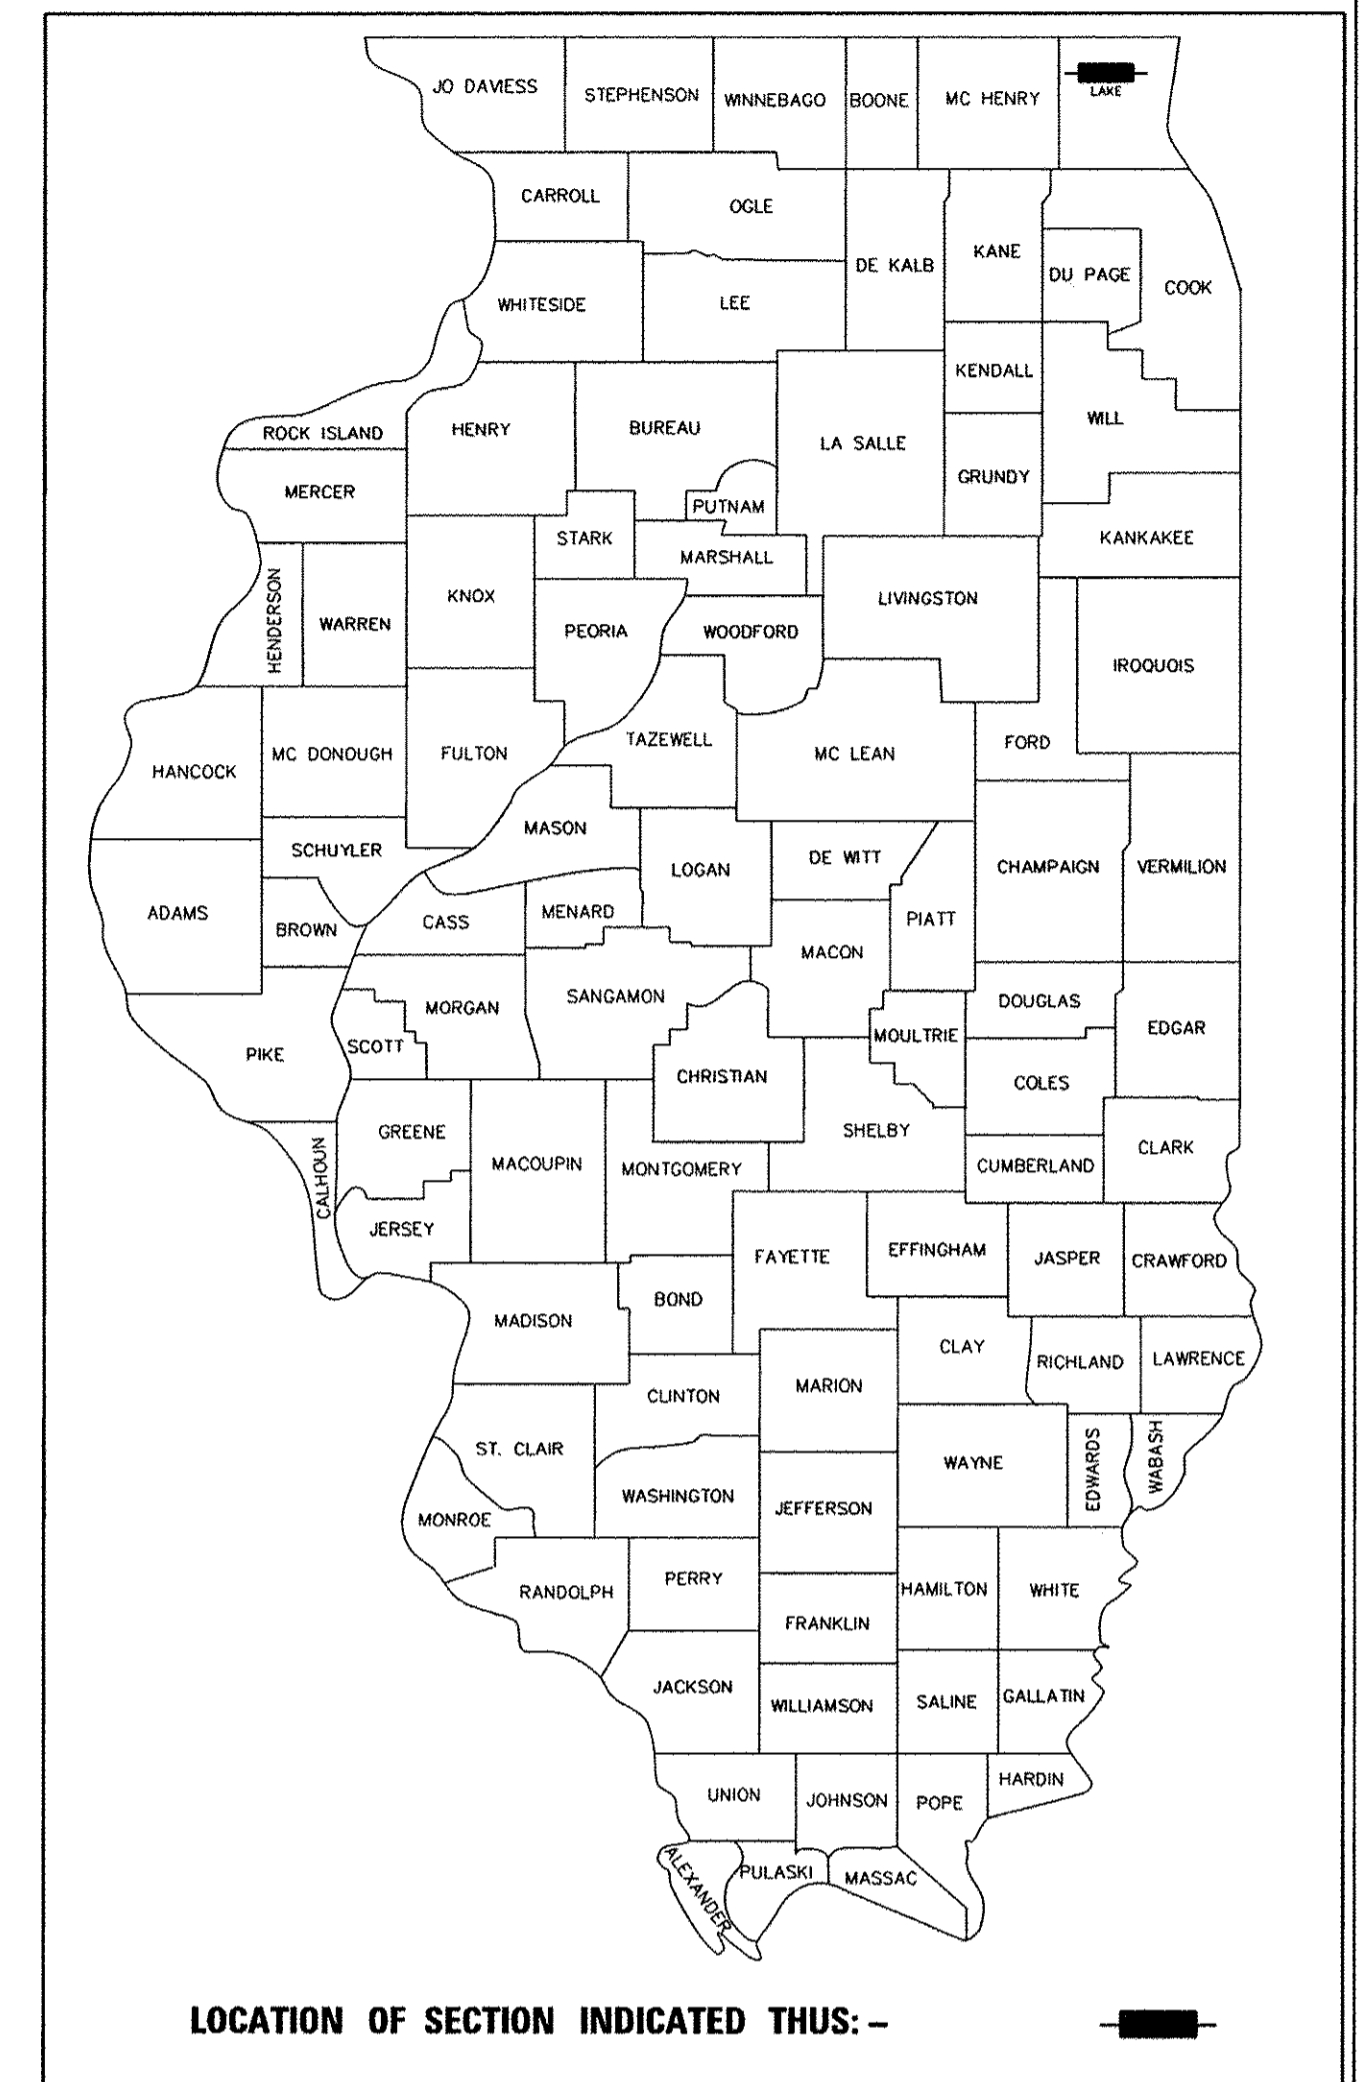 JO DAVIESS
STEPHENSON
WINNEBAGO
BOONE
MC HENRY
LAKE
CARROLL
OGLE
DE KALB
KANE
DU PAGE
COOK
WHITESIDE
LEE
KENDALL
WILL
ROCK ISLAND
HENRY
BUREAU
LA SALLE
GRUNDY
MERCER
PUTNAM
STARK
MARSHALL
KANKAKEE
HENDERSON
WARREN
KNOX
PEORIA
WOODFORD
LIVINGSTON
IROQUOIS
HANCOCK
MC DONOUGH
FULTON
TAZEWELL
MC LEAN
FORD
SCHUYLER
MASON
LOGAN
DE WITT
CHAMPAIGN
VERMILION
ADAMS
BROWN
CASS
MENARD
MACON
PIATT
PIKE
SCOTT
MORGAN
SANGAMON
CHRISTIAN
MOULTRIE
DOUGLAS
EDGAR
COLES
CALHOUN
GREENE
MACOUPIN
MONTGOMERY
SHELBY
CUMBERLAND
CLARK
JERSEY
FAYETTE
EFFINGHAM
JASPER
CRAWFORD
MADISON
BOND
CLAY
RICHLAND
LAWRENCE
CLINTON
MARION
ST. CLAIR
WASHINGTON
WAYNE
EDWARDS
WABASH
MONROE
JEFFERSON
RANDOLPH
PERRY
HAMILTON
WHITE
FRANKLIN
JACKSON
WILLIAMSON
SALINE
GALLATIN
UNION
JOHNSON
POPE
HARDIN
ALEXANDER
PULASKI
MASSAC
LOCATION OF SECTION INDICATED THUS: –